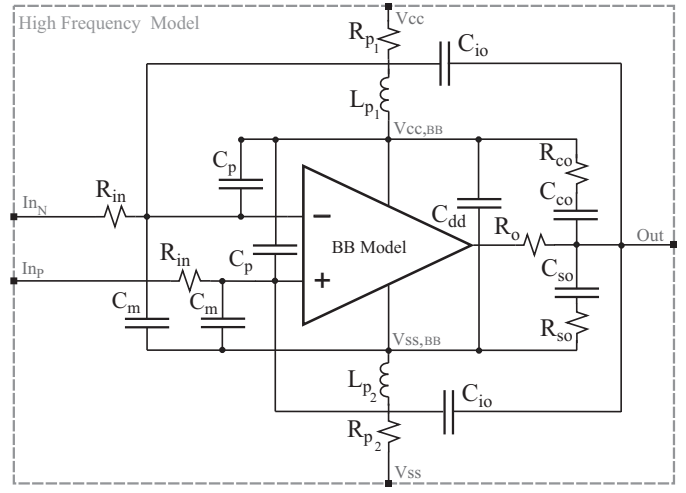 High Frequency Model
Vcc
Rp1
Cio
Lp1
Vcc,BB
Cp
Rco
Cco
InN
Rin
Cdd
Ro
Out
BB Model
Rin
Cp
InP
Cso
Cm
Cm
Rso
Vss,BB
Lp2
Cio
Rp2
Vss